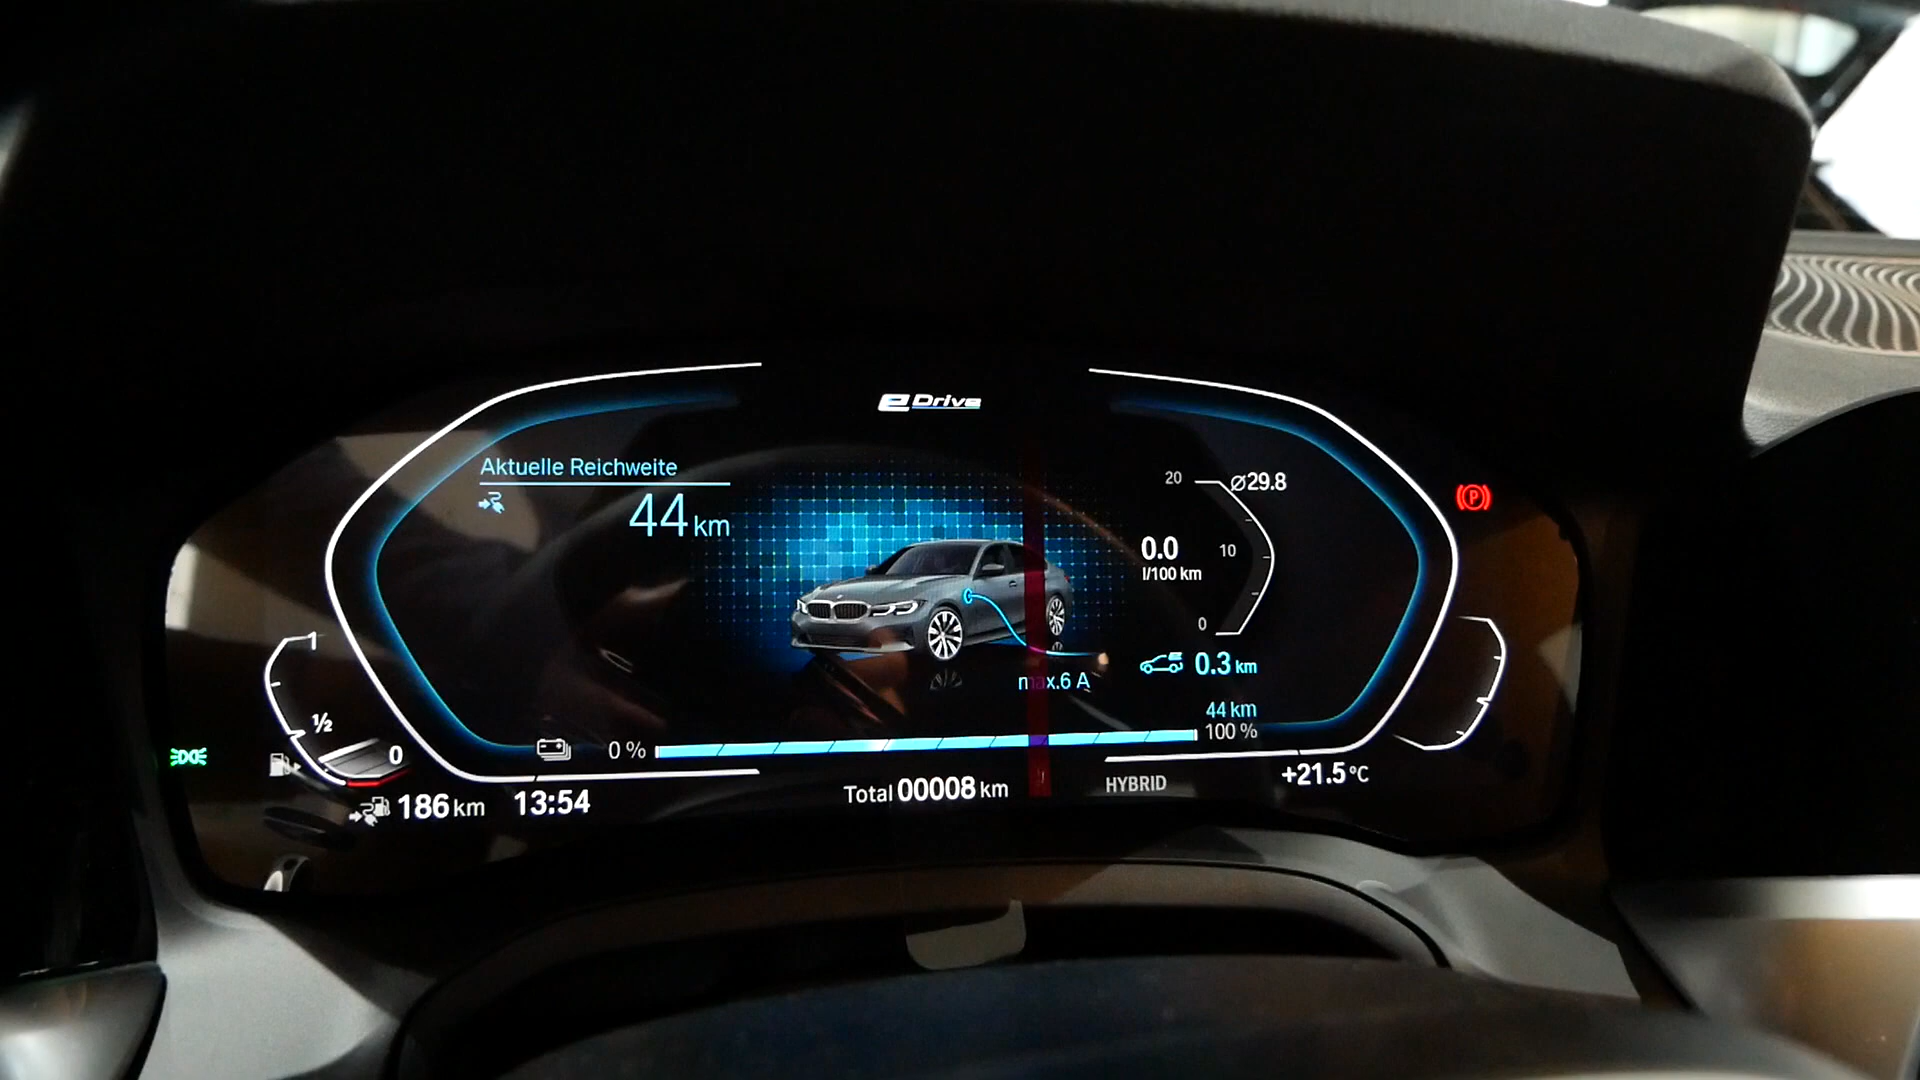 eDrive
Aktuelle Reichweite
44 km
20
Ø29.8
0.0
l/100 km
10
0
max.6 A
0.3 km
44 km
100 %
0 %
1
½
0
186 km
13:54
Total 00008 km
HYBRID
+21.5 °C
P